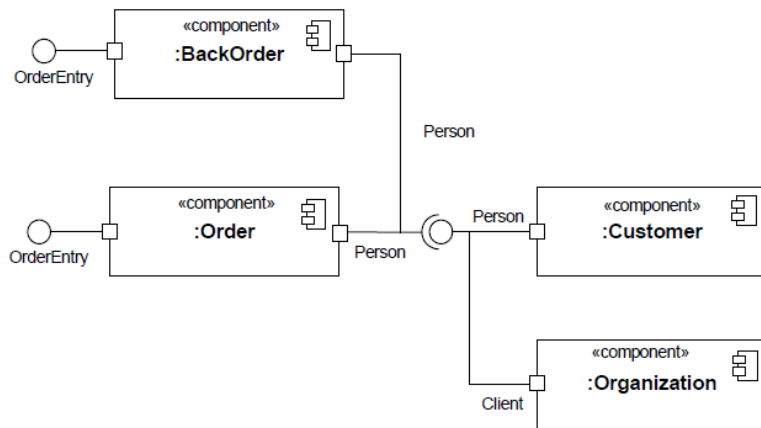 «component»
:BackOrder
OrderEntry
Person
«component»
:Order
OrderEntry
Person
Person
«component»
:Customer
«component»
:Organization
Client